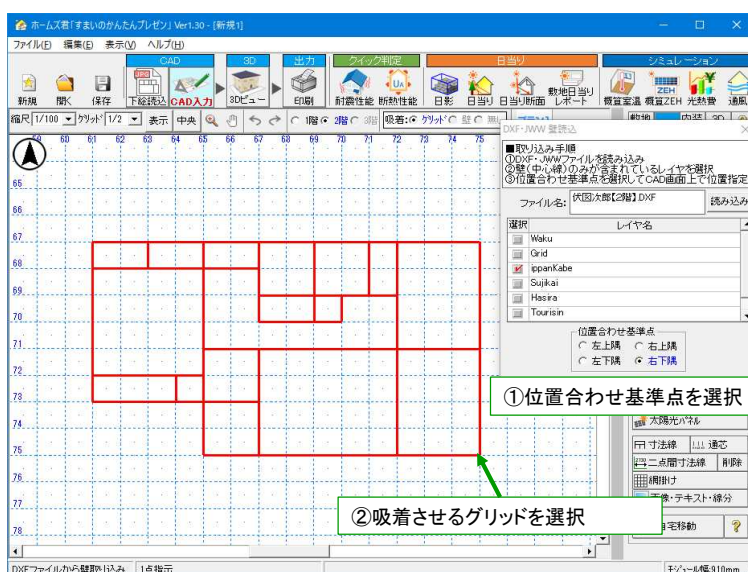 ホームズ君「すまいのかんたんプレゼン」 Ver1.30 - [新規1]
ファイル(F) 編集(E) 表示(V) ヘルプ(H)
CAD 3D 出力 クイック判定 日当り シミュレーション
新規 開く 保存 下絵読込 CAD入力 3Dビュー 印刷 耐震性能 断熱性能 日影 日当り 日当り断面 敷地日当りレポート 概算室温 概算ZEH 光熱費 通風
縮尺 1/100 グリッド 1/2 表示 中央 1階 2階 3階 吸着: グリッド 壁 無し
60 61 62 63 64 65 66 67 68 69 70 71 72 73 74 75
65
66
67
68
69
70
71
72
73
74
75
76
77
78
DXF・JWW 壁読込
■取り込み手順
①DXF・JWWファイルを読み込み
②壁(中心線)のみが含まれているレイヤを選択
③位置合わせ基準点を選択してCAD画面上で位置指定
ファイル名: 伏図次郎【2階】.DXF 読み込み
選択 レイヤ名
Waku
Grid
ippanKabe
Sujikai
Hasira
Tourisin
位置合わせ基準点
左上隅 右上隅
左下隅 右下隅
①位置合わせ基準点を選択
太陽光パネル
寸法線 通芯
二点間寸法線 削除
網掛け
画像・テキスト・線分
②吸着させるグリッドを選択
自宅移動
DXFファイルから壁取り込み 1点指示 モジュール幅:910mm